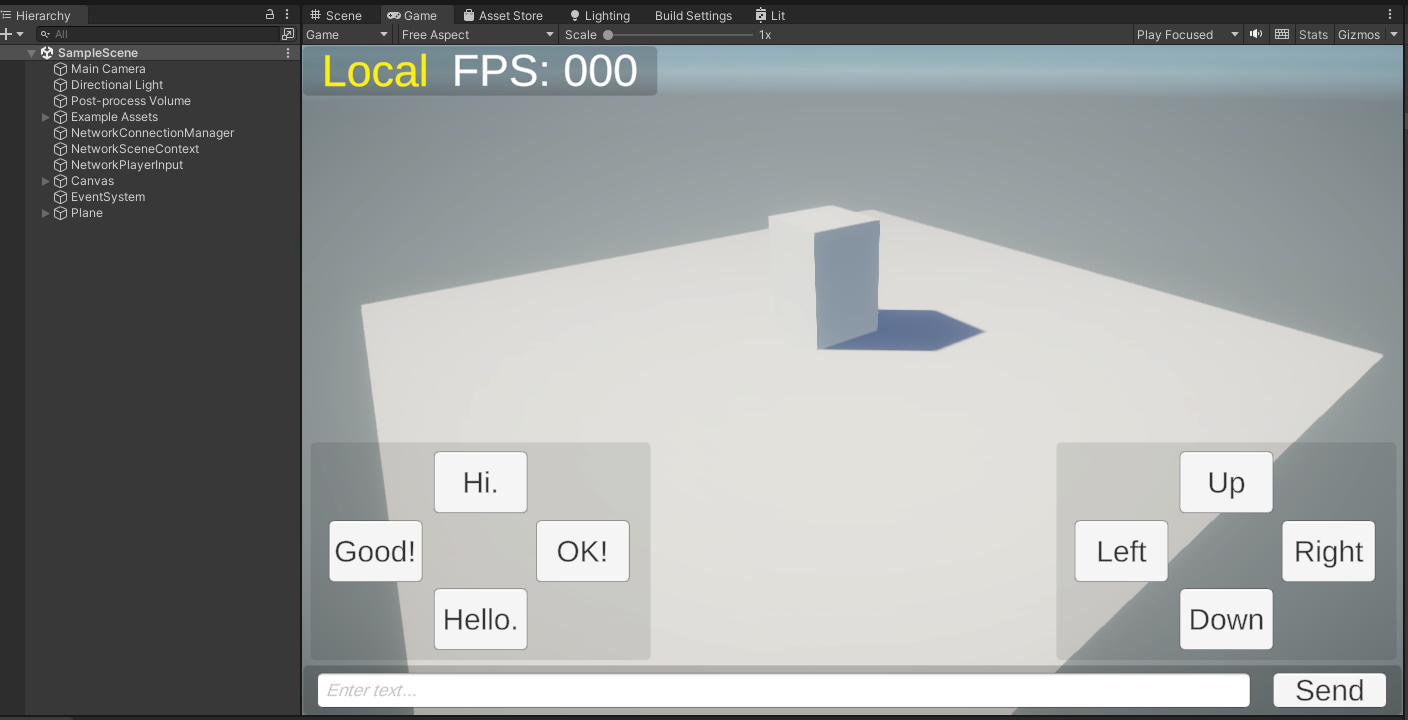 Hierarchy
Scene Game Asset Store Lighting Build Settings Lit
All
Game Free Aspect Scale 1x Play Focused Stats Gizmos
SampleScene
Main Camera
Directional Light
Post-process Volume
Example Assets
NetworkConnectionManager
NetworkSceneContext
NetworkPlayerInput
Canvas
EventSystem
Plane
Local FPS: 000
Hi.
Good! OK!
Hello.
Up
Left Right
Down
Enter text...
Send